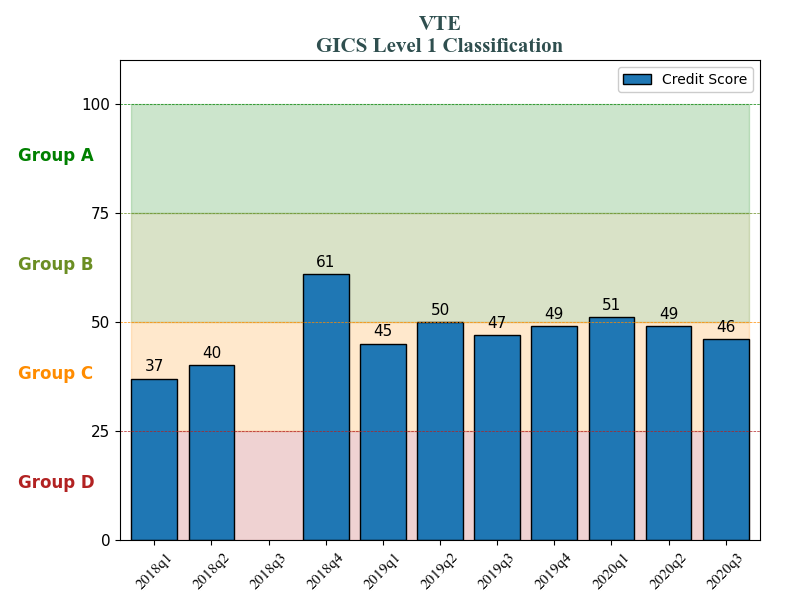 VTE
GICS Level 1 Classification
Credit Score
100
Group A
75
Group B
61
50
51
50
49
49
47
46
45
40
37
Group C
25
Group D
0
2018q1 2018q2 2018q3 2018q4 2019q1 2019q2 2019q3 2019q4 2020q1 2020q2 2020q3